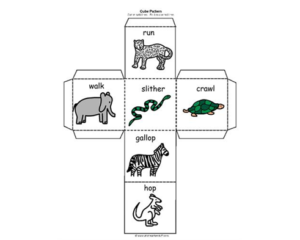 Cube Pattern
run
walk
slither
crawl
gallop
hop